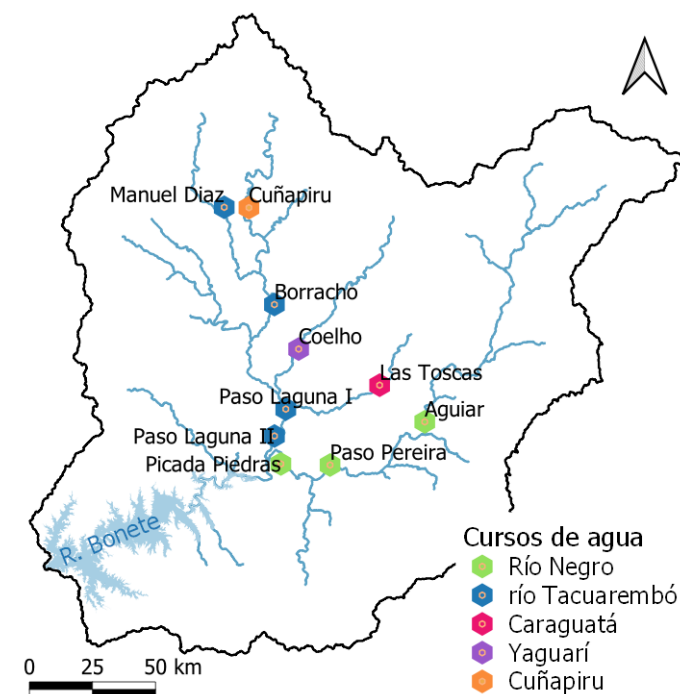 Manuel Diaz
Cuñapiru
Borracho
Coelho
Las Toscas
Paso Laguna I
Aguiar
Paso Laguna II
Paso Pereira
Picada Piedras
R. Bonete
Cursos de agua
Río Negro
río Tacuarembó
Caraguatá
Yaguarí
Cuñapiru
0 25 50 km